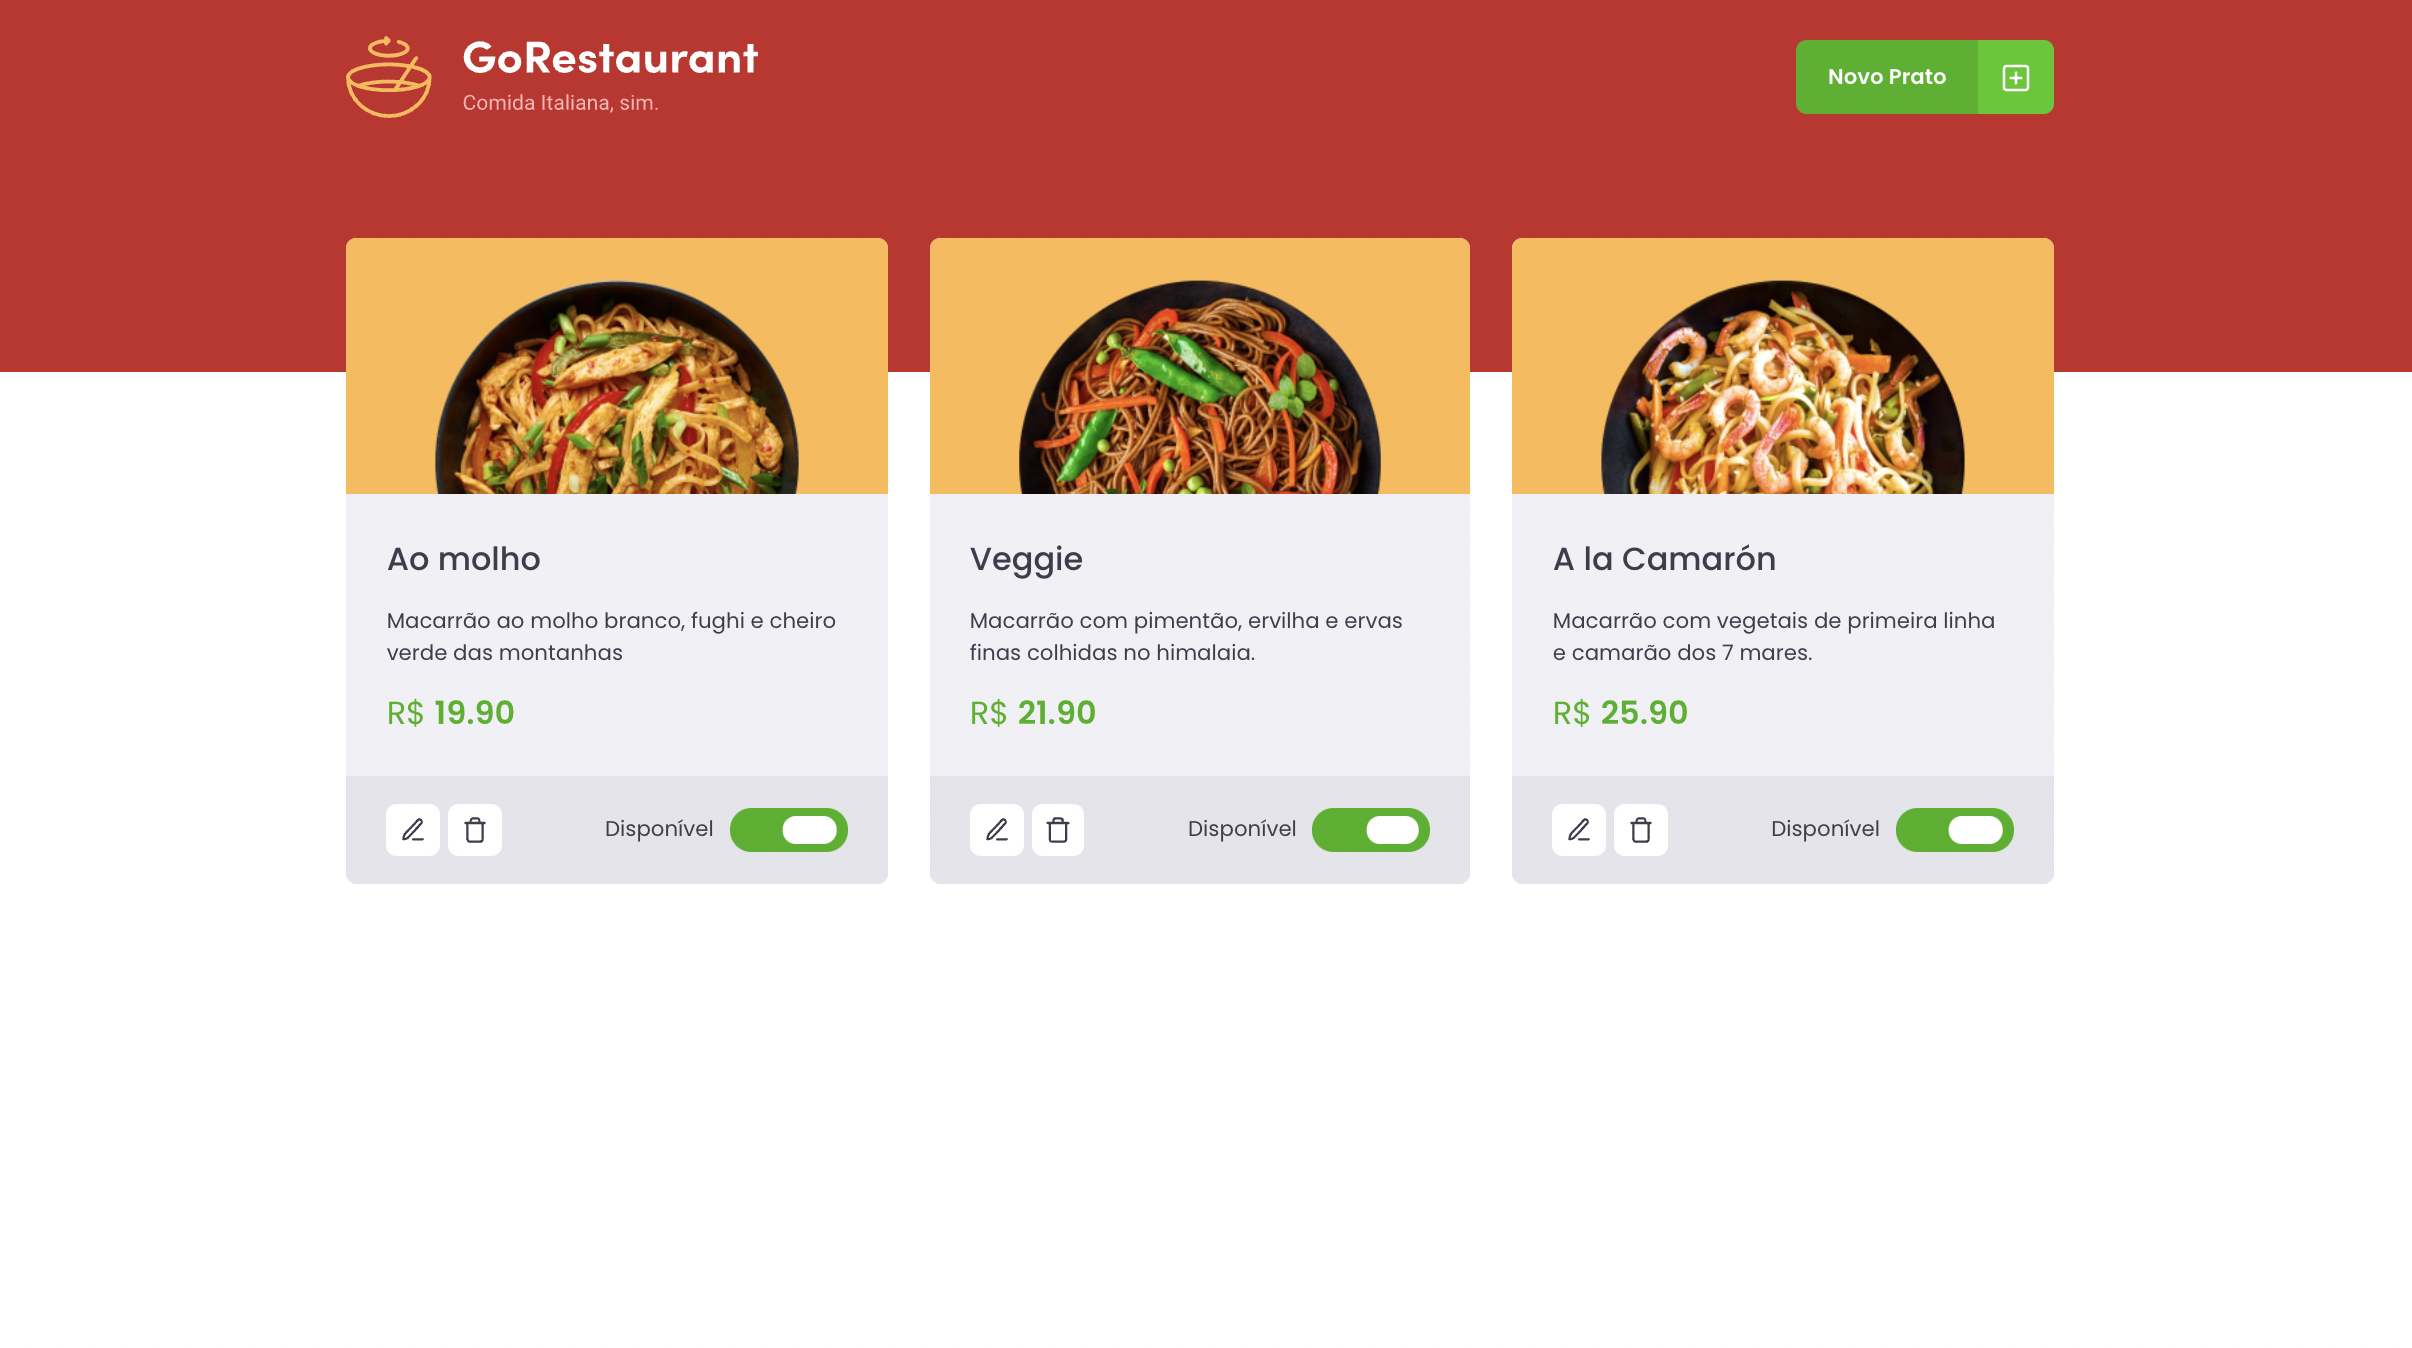 GoRestaurant
Comida Italiana, sim.
Novo Prato
Ao molho
Macarrão ao molho branco, fughi e cheiro
verde das montanhas
R$ 19.90
Disponível
Veggie
Macarrão com pimentão, ervilha e ervas
finas colhidas no himalaia.
R$ 21.90
Disponível
A la Camarón
Macarrão com vegetais de primeira linha
e camarão dos 7 mares.
R$ 25.90
Disponível